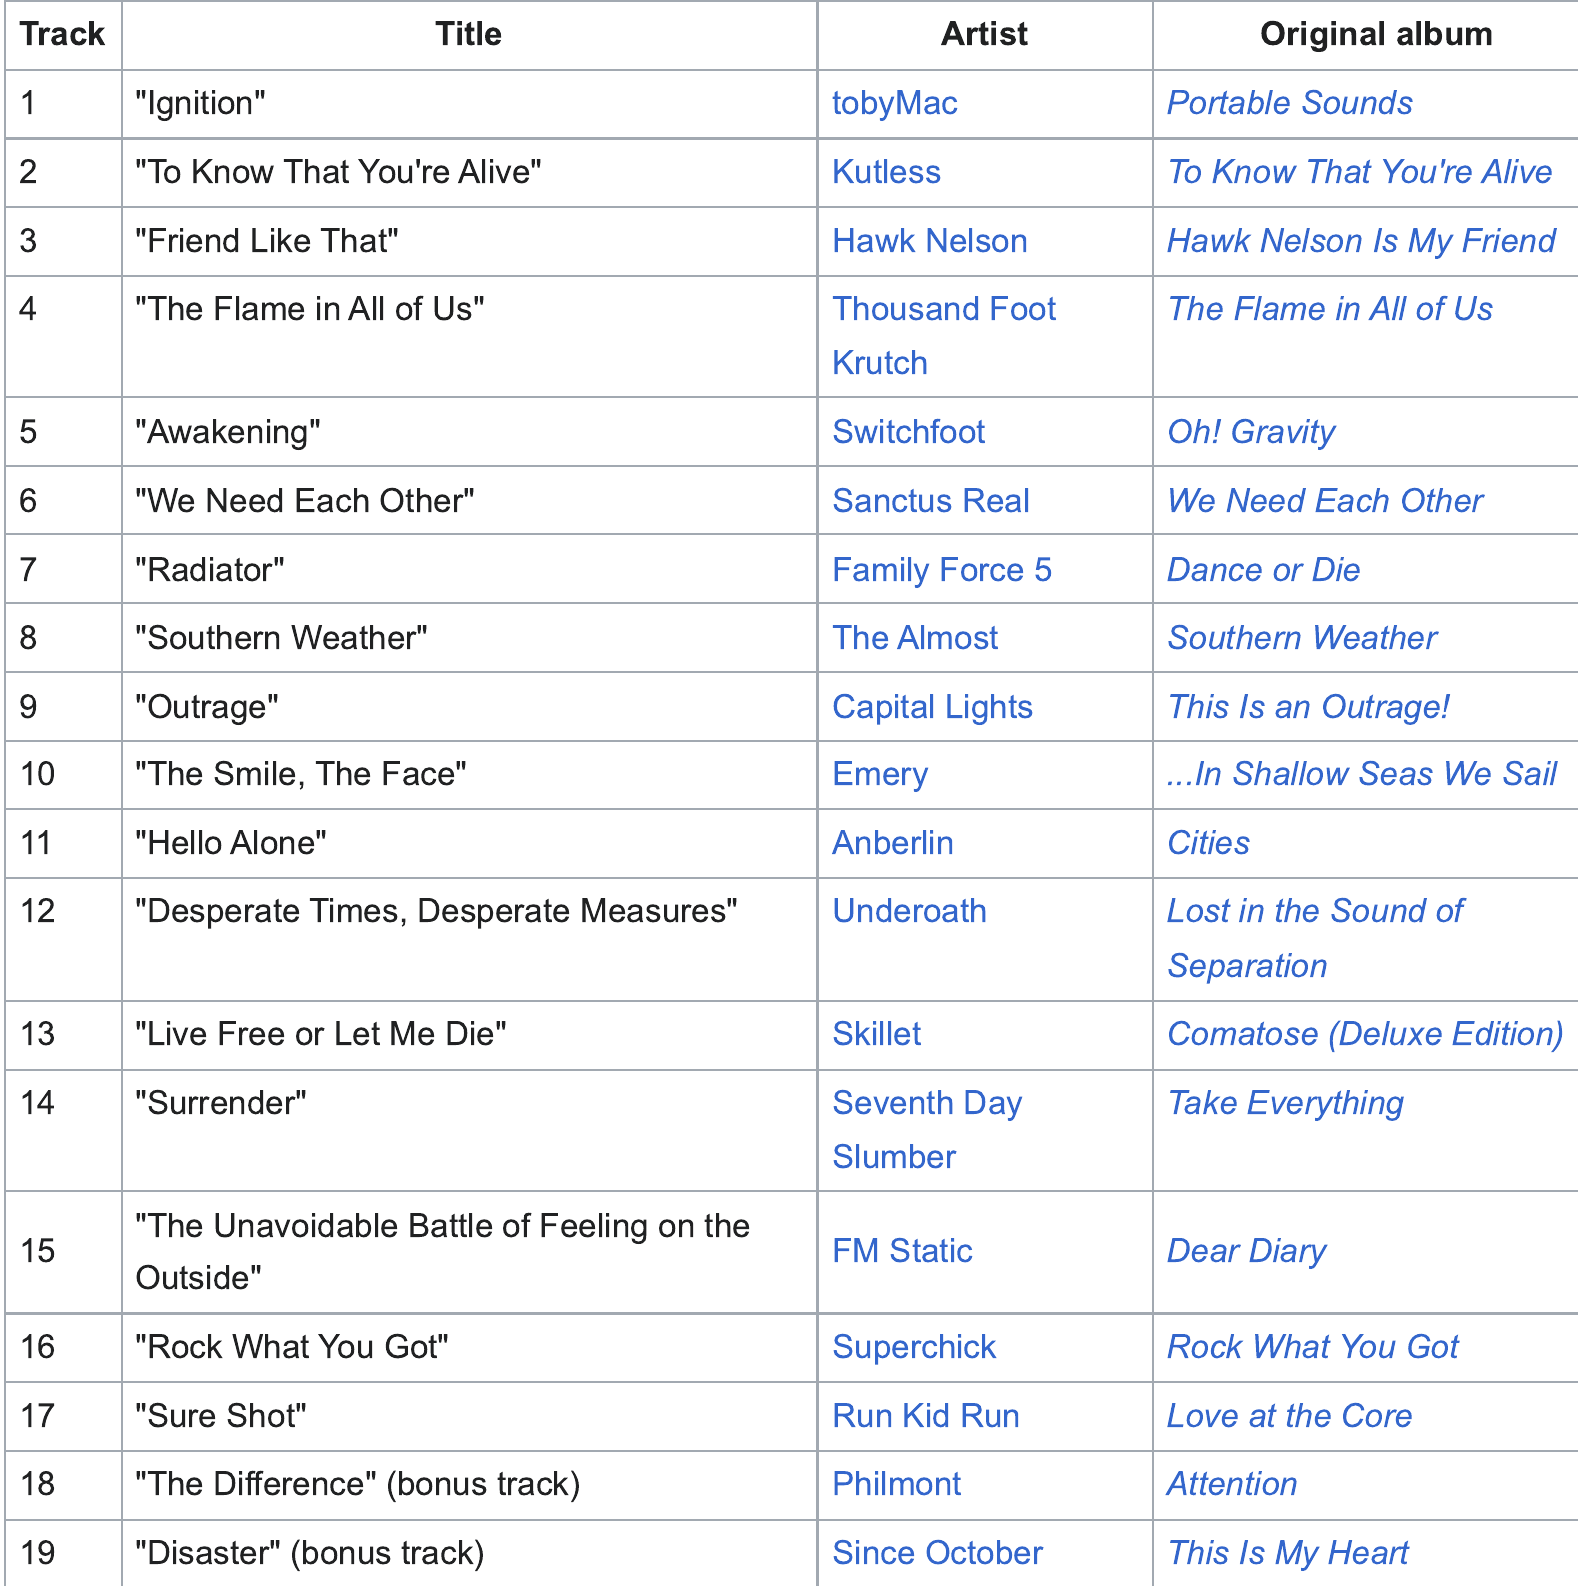 Track Title Artist Original album
1 "Ignition" tobyMac Portable Sounds
2 "To Know That You're Alive" Kutless To Know That You're Alive
3 "Friend Like That" Hawk Nelson Hawk Nelson Is My Friend
4 "The Flame in All of Us" Thousand Foot The Flame in All of Us
Krutch
5 "Awakening" Switchfoot Oh! Gravity
6 "We Need Each Other" Sanctus Real We Need Each Other
7 "Radiator" Family Force 5 Dance or Die
8 "Southern Weather" The Almost Southern Weather
9 "Outrage" Capital Lights This Is an Outrage!
10 "The Smile, The Face" Emery ...In Shallow Seas We Sail
11 "Hello Alone" Anberlin Cities
12 "Desperate Times, Desperate Measures" Underoath Lost in the Sound of
Separation
13 "Live Free or Let Me Die" Skillet Comatose (Deluxe Edition)
14 "Surrender" Seventh Day Take Everything
Slumber
15 "The Unavoidable Battle of Feeling on the
Outside" FM Static Dear Diary
16 "Rock What You Got" Superchick Rock What You Got
17 "Sure Shot" Run Kid Run Love at the Core
18 "The Difference" (bonus track) Philmont Attention
19 "Disaster" (bonus track) Since October This Is My Heart